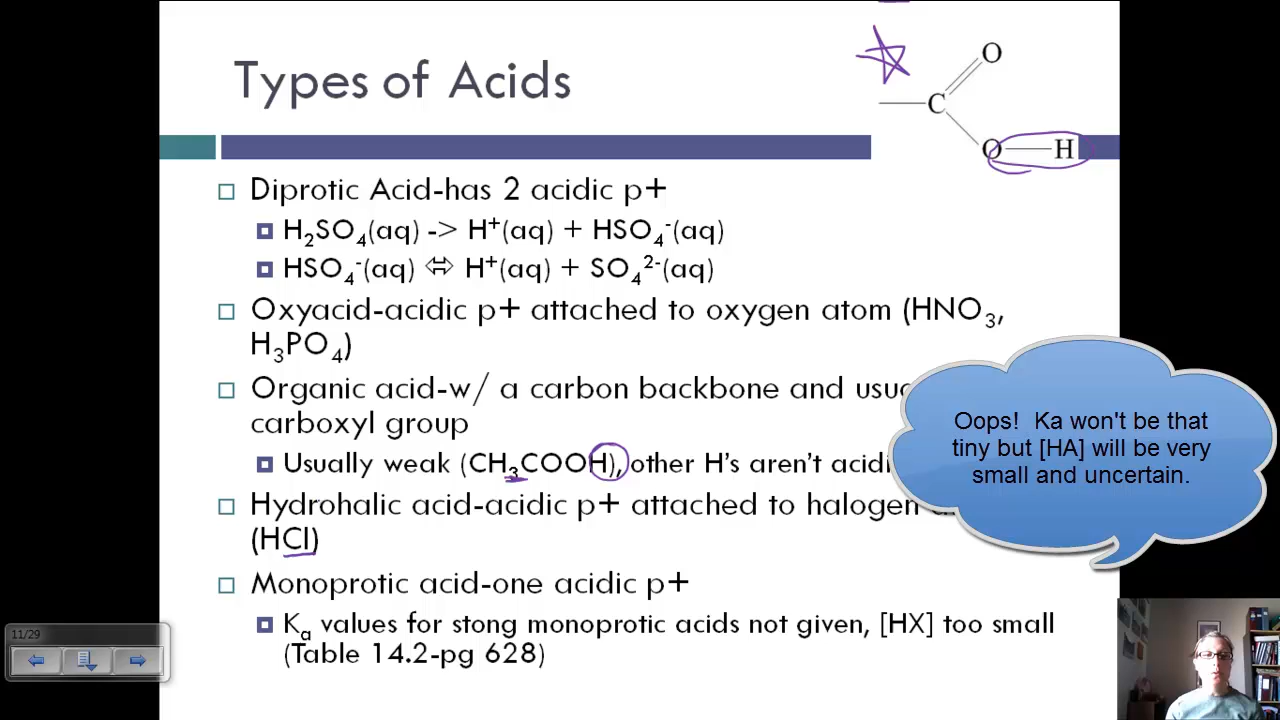 Types of Acids
O
C
O H
Diprotic Acid-has 2 acidic p+
H₂SO₄(aq) -> H⁺(aq) + HSO₄⁻(aq)
HSO₄⁻(aq) ⇔ H⁺(aq) + SO₄²⁻(aq)
Oxyacid-acidic p+ attached to oxygen atom (HNO₃,
H₃PO₄)
Organic acid-w/ a carbon backbone and
carboxyl group
Usually weak (CH₃COOH), other H's aren't
Hydrohalic acid-acidic p+ attached to halogen
(HCl)
Monoprotic acid-one acidic p+
Kₐ values for stong monoprotic acids not given, [HX] too small
(Table 14.2-pg 628)
Oops! Ka won't be that
tiny but [HA] will be very
small and uncertain.
11/29